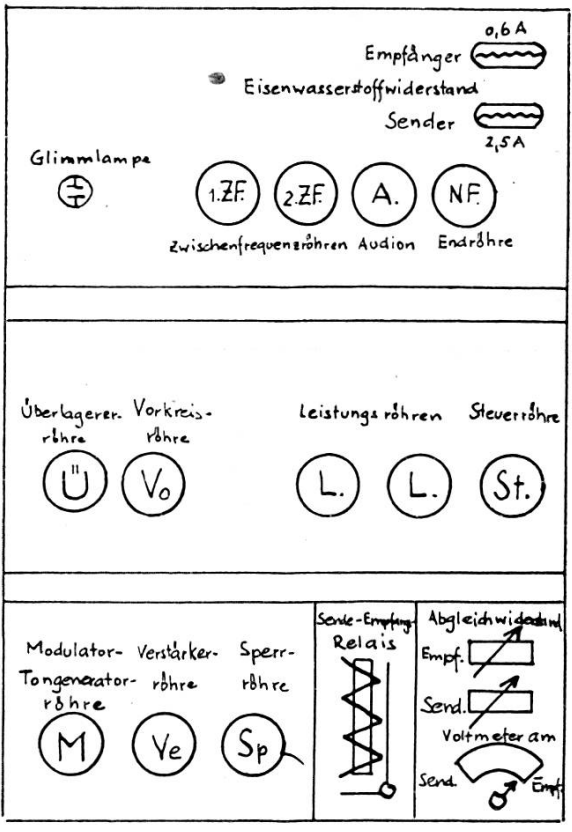 0,6 A
Empfänger
Eisenwasserstoffwiderstand
Sender
2,5 A
Glimmlampe
1.ZF. 2.ZF. A. NF.
Zwischenfrequenzröhren Audion Endröhre
Überlagerer- Vorkreis- Leistungsröhren Steuerröhre
röhre röhre
Ü Vo L. L. St.
Sende-Empfang
Relais
Abgleichwiderstand
Empf.
Send.
Voltmeter am
Send. Empf.
Modulator- Verstärker- Sperr-
Tongenerator- röhre röhre
röhre
M Ve Sp